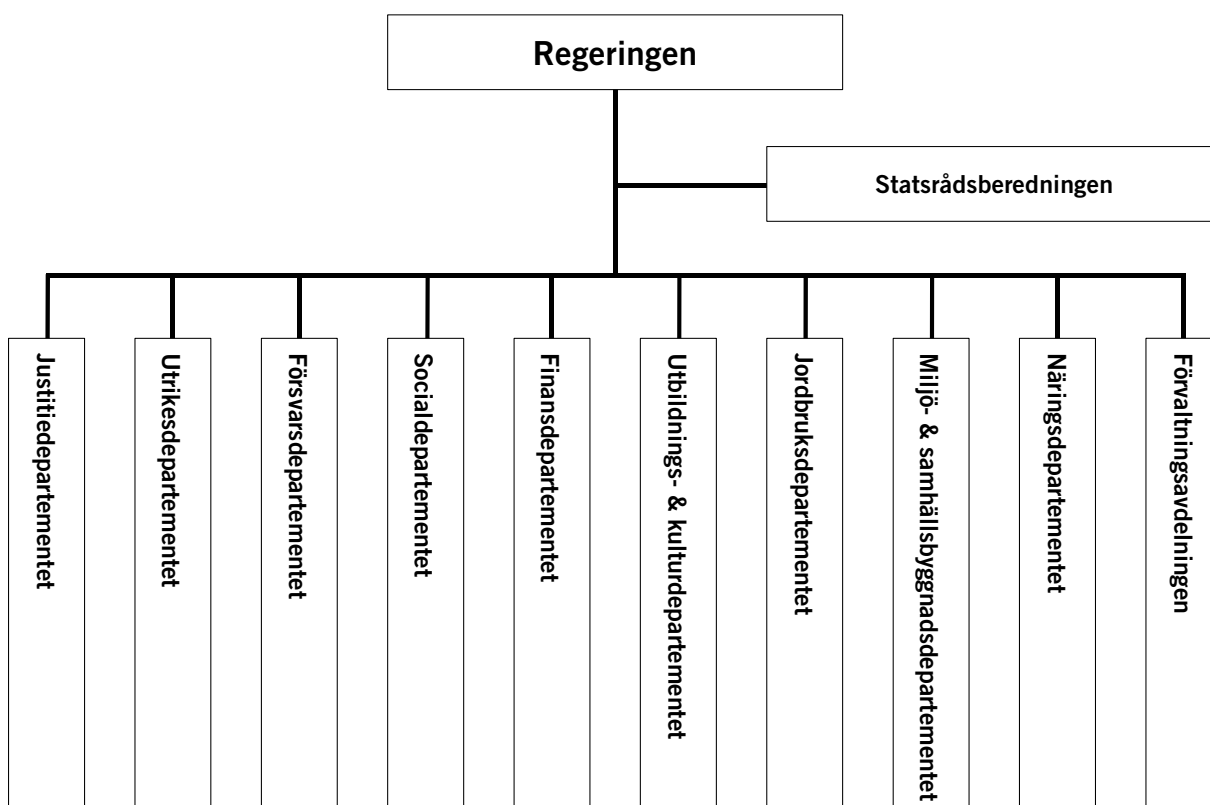 Regeringen
Statsrådsberedningen
Justitiedepartementet
Utrikesdepartementet
Försvarsdepartementet
Socialdepartementet
Finansdepartementet
Utbildnings- & kulturdepartementet
Jordbruksdepartementet
Miljö- & samhällsbyggnadsdepartementet
Näringsdepartementet
Förvaltningsavdelningen